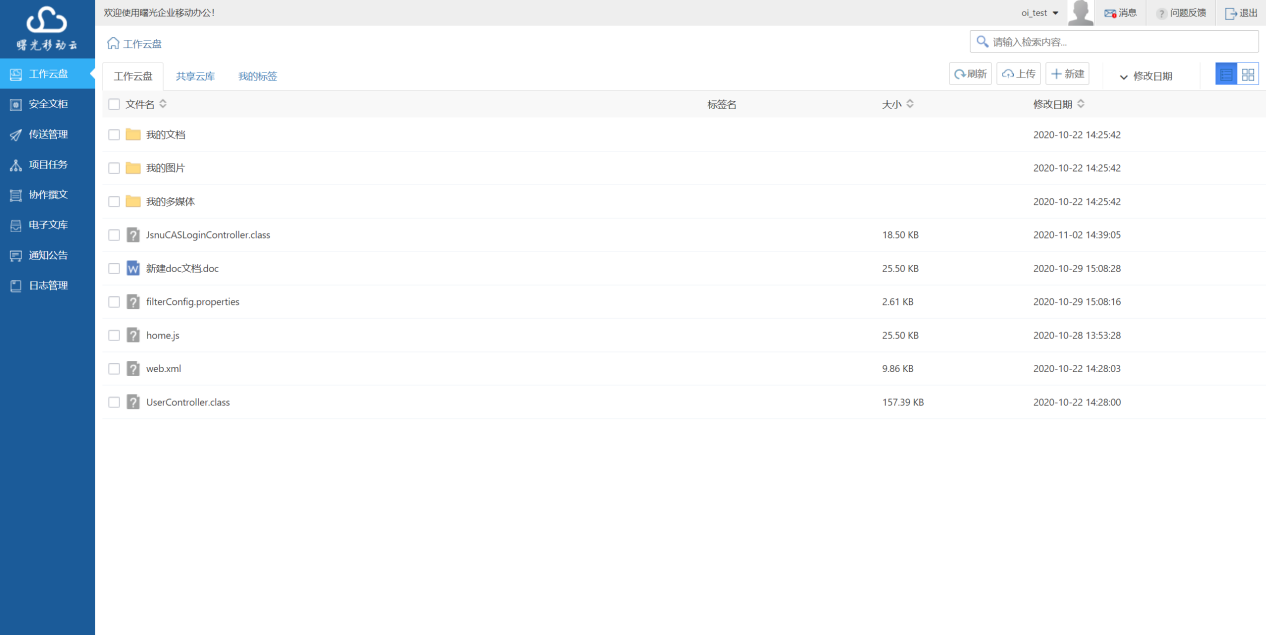 曙光移动云
工作云盘
安全文柜
传送管理
项目任务
协作撰文
电子文库
通知公告
日志管理
欢迎使用曙光企业移动办公!
oi_test 消息 问题反馈 退出
工作云盘
请输入检索内容...
工作云盘 共享云库 我的标签
刷新 上传 新建 修改日期
文件名 标签名 大小 修改日期
我的文档 2020-10-22 14:25:42
我的图片 2020-10-22 14:25:42
我的多媒体 2020-10-22 14:25:42
JsnuCASLoginController.class 18.50 KB 2020-11-02 14:39:05
新建doc文档.doc 25.50 KB 2020-10-29 15:08:28
filterConfig.properties 2.61 KB 2020-10-29 15:08:16
home.js 25.50 KB 2020-10-28 13:53:28
web.xml 9.86 KB 2020-10-22 14:28:03
UserController.class 157.39 KB 2020-10-22 14:28:00